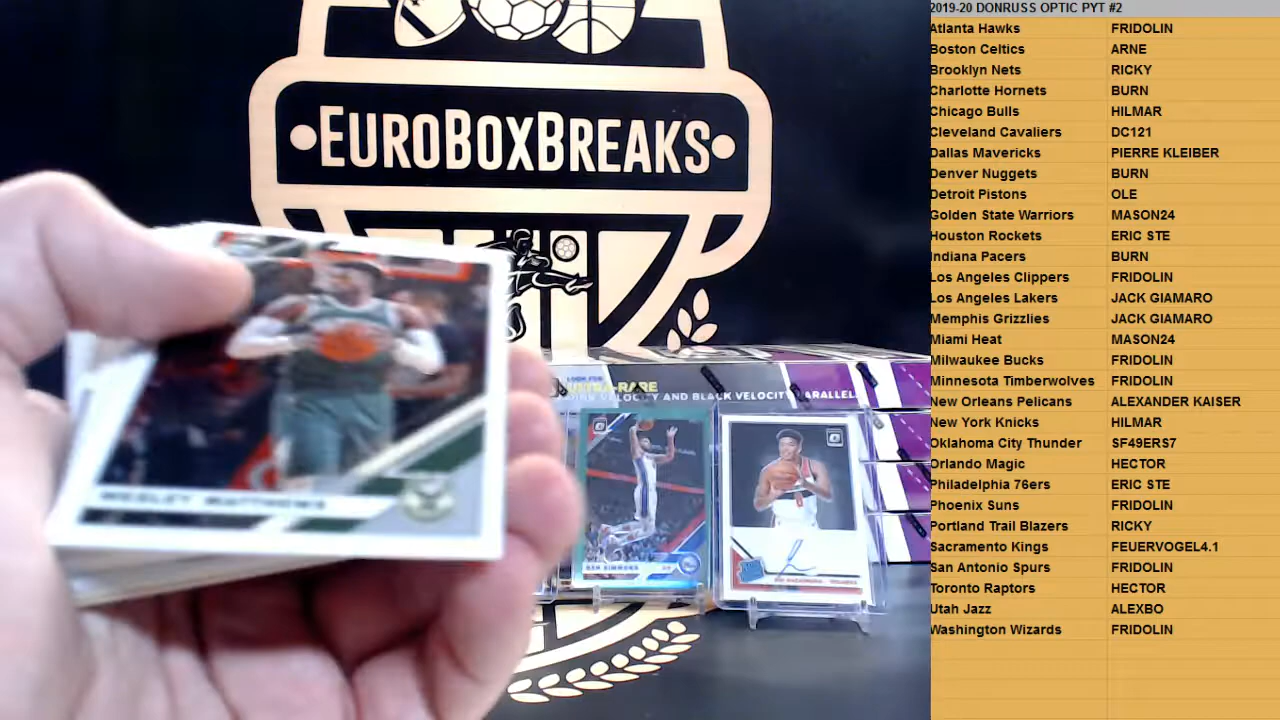 EUROBOXBREAKS
WESLEY MATTHEWS
ULTRA-RARE
VELOCITY AND BLACK VELOCITY PARALLEL
BEN SIMMONS
2019-20 DONRUSS OPTIC PYT #2
Atlanta Hawks FRIDOLIN
Boston Celtics ARNE
Brooklyn Nets RICKY
Charlotte Hornets BURN
Chicago Bulls HILMAR
Cleveland Cavaliers DC121
Dallas Mavericks PIERRE KLEIBER
Denver Nuggets BURN
Detroit Pistons OLE
Golden State Warriors MASON24
Houston Rockets ERIC STE
Indiana Pacers BURN
Los Angeles Clippers FRIDOLIN
Los Angeles Lakers JACK GIAMARO
Memphis Grizzlies JACK GIAMARO
Miami Heat MASON24
Milwaukee Bucks FRIDOLIN
Minnesota Timberwolves FRIDOLIN
New Orleans Pelicans ALEXANDER KAISER
New York Knicks HILMAR
Oklahoma City Thunder SF49ERS7
Orlando Magic HECTOR
Philadelphia 76ers ERIC STE
Phoenix Suns FRIDOLIN
Portland Trail Blazers RICKY
Sacramento Kings FEUERVOGEL4.1
San Antonio Spurs FRIDOLIN
Toronto Raptors HECTOR
Utah Jazz ALEXBO
Washington Wizards FRIDOLIN